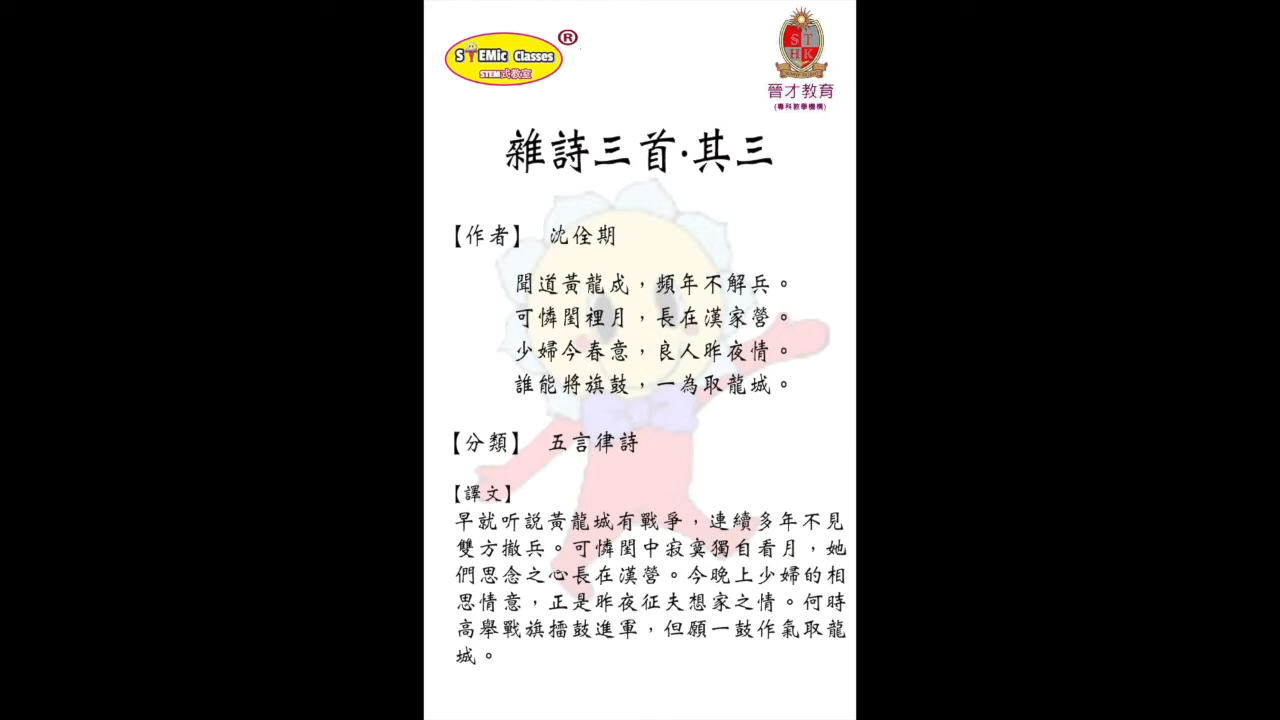 STEMic Classes ®
STEM式教室
STHK
晉才教育
(專科教學機構)
雜詩三首·其三
【作者】 沈佺期
聞道黃龍戍，頻年不解兵。
可憐閨裡月，長在漢家營。
少婦今春意，良人昨夜情。
誰能將旗鼓，一為取龍城。
【分類】 五言律詩
【譯文】
早就听説黃龍城有戰爭，連續多年不見
雙方撤兵。可憐閨中寂寞獨自看月，她
們思念之心長在漢營。今晚上少婦的相
思情意，正是昨夜征夫想家之情。何時
高舉戰旗擂鼓進軍，但願一鼓作氣取龍
城。